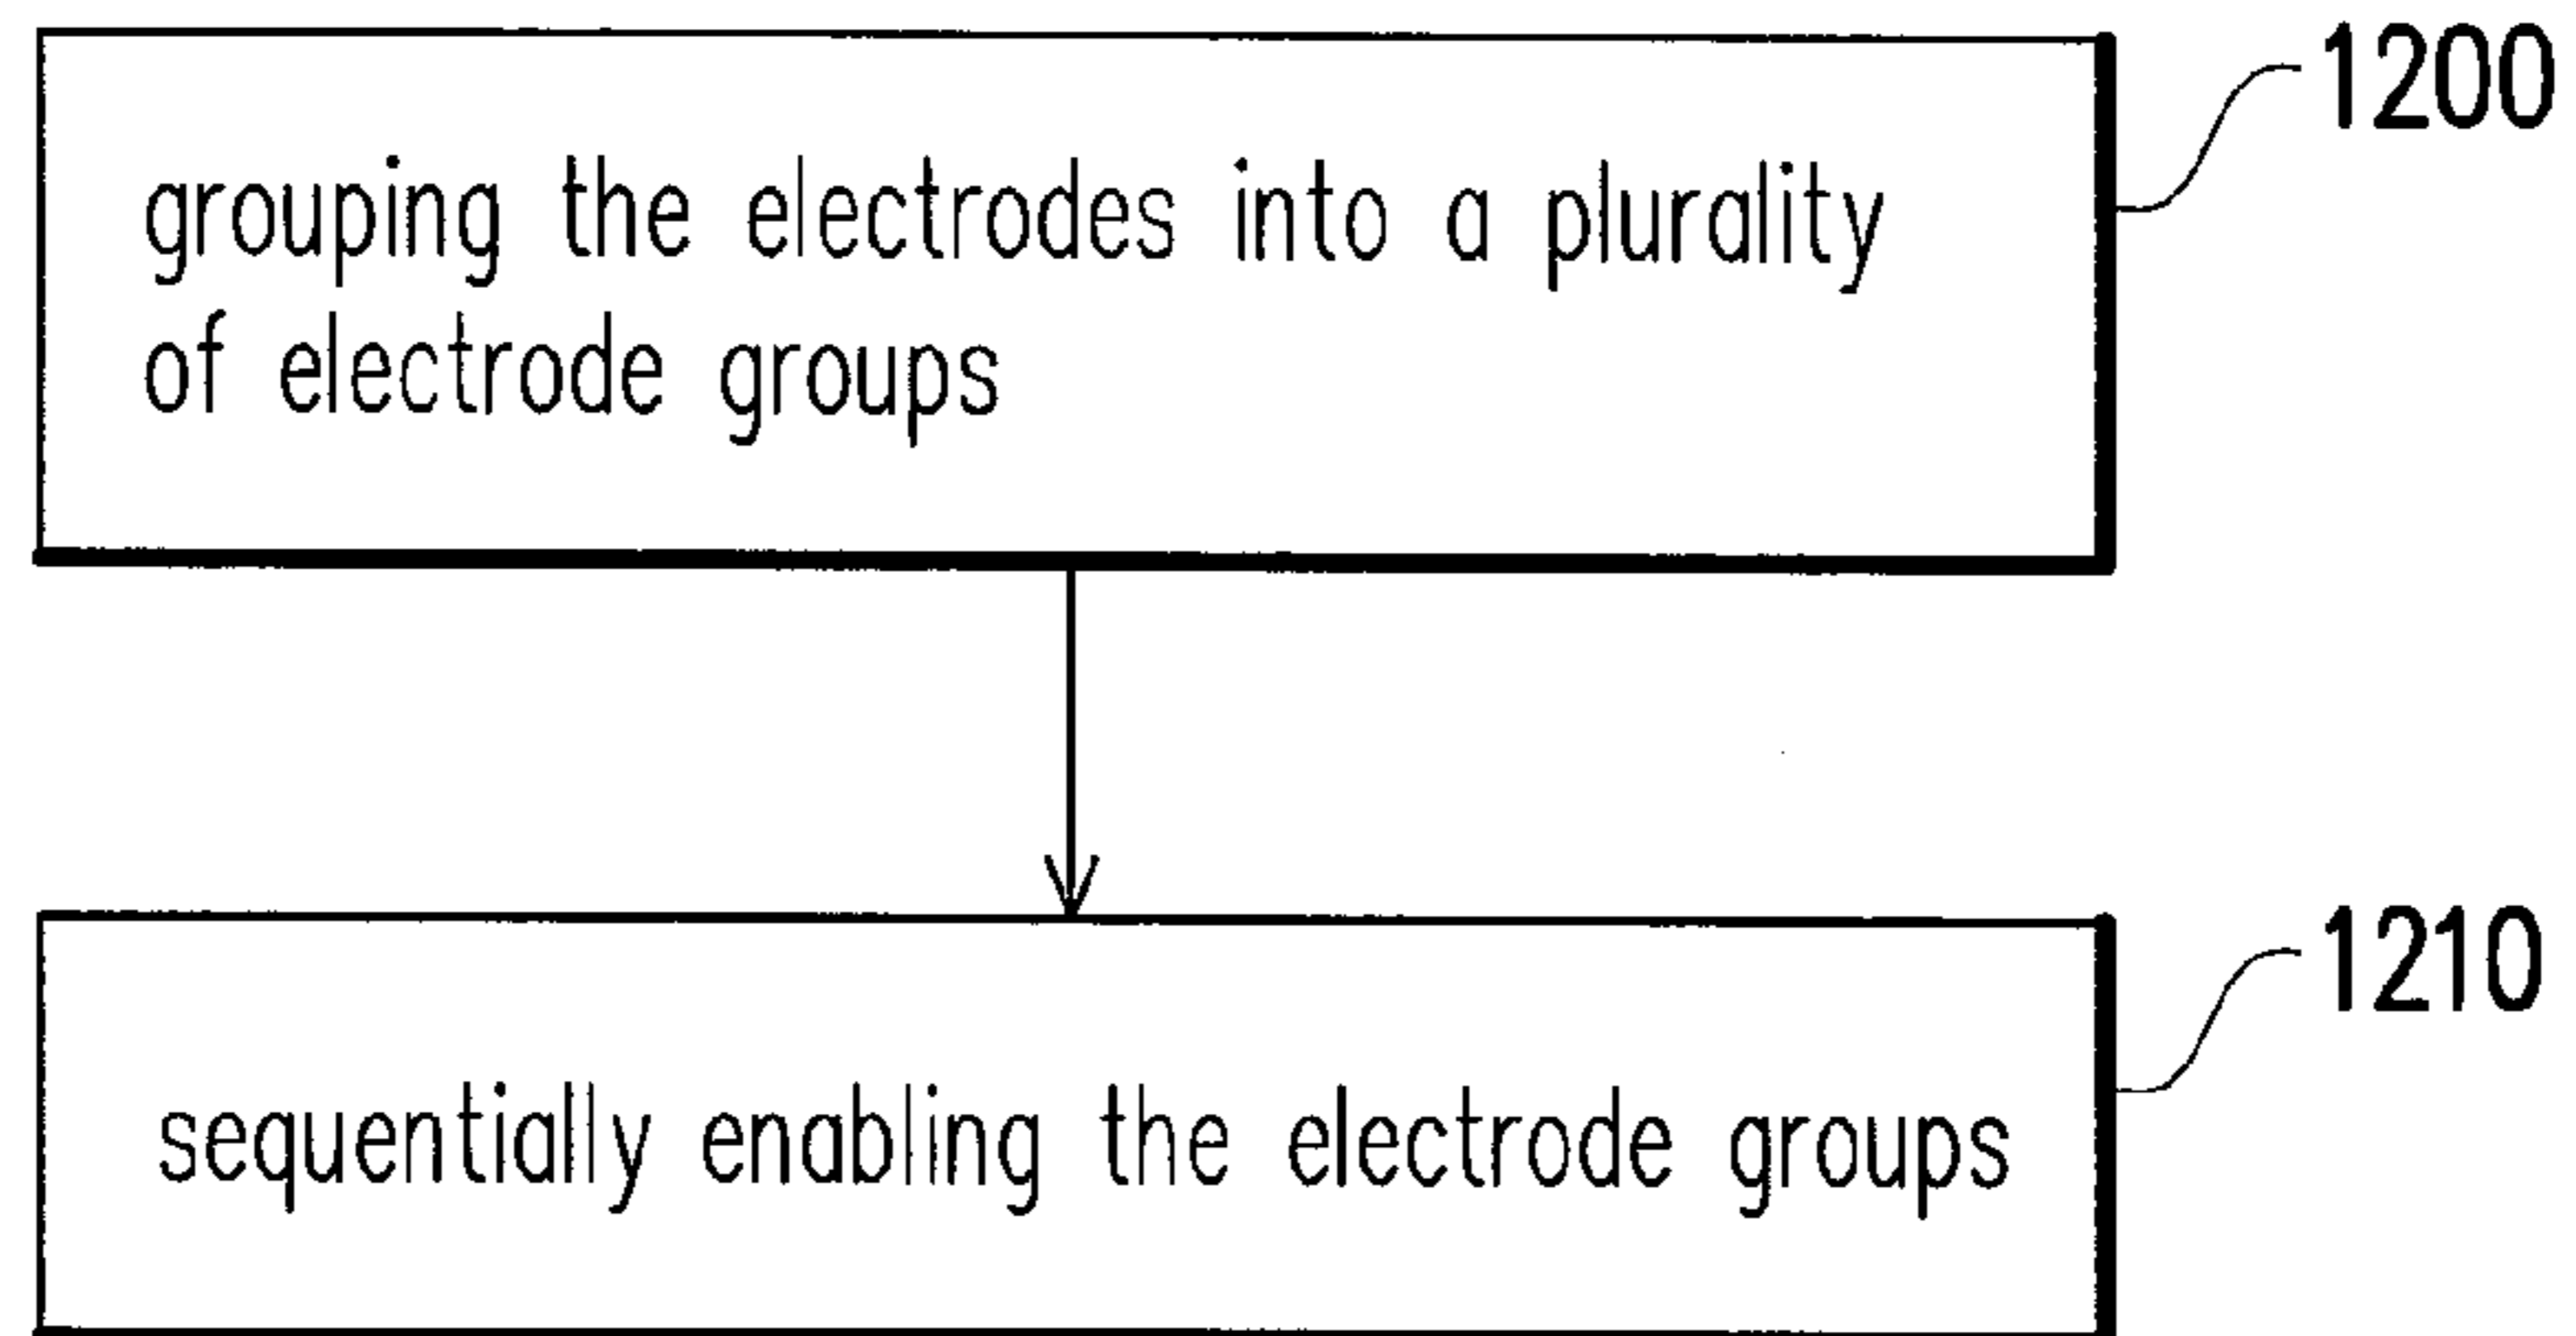 1200
grouping the electrodes into a plurality
of electrode groups
1210
sequentially enabling the electrode groups